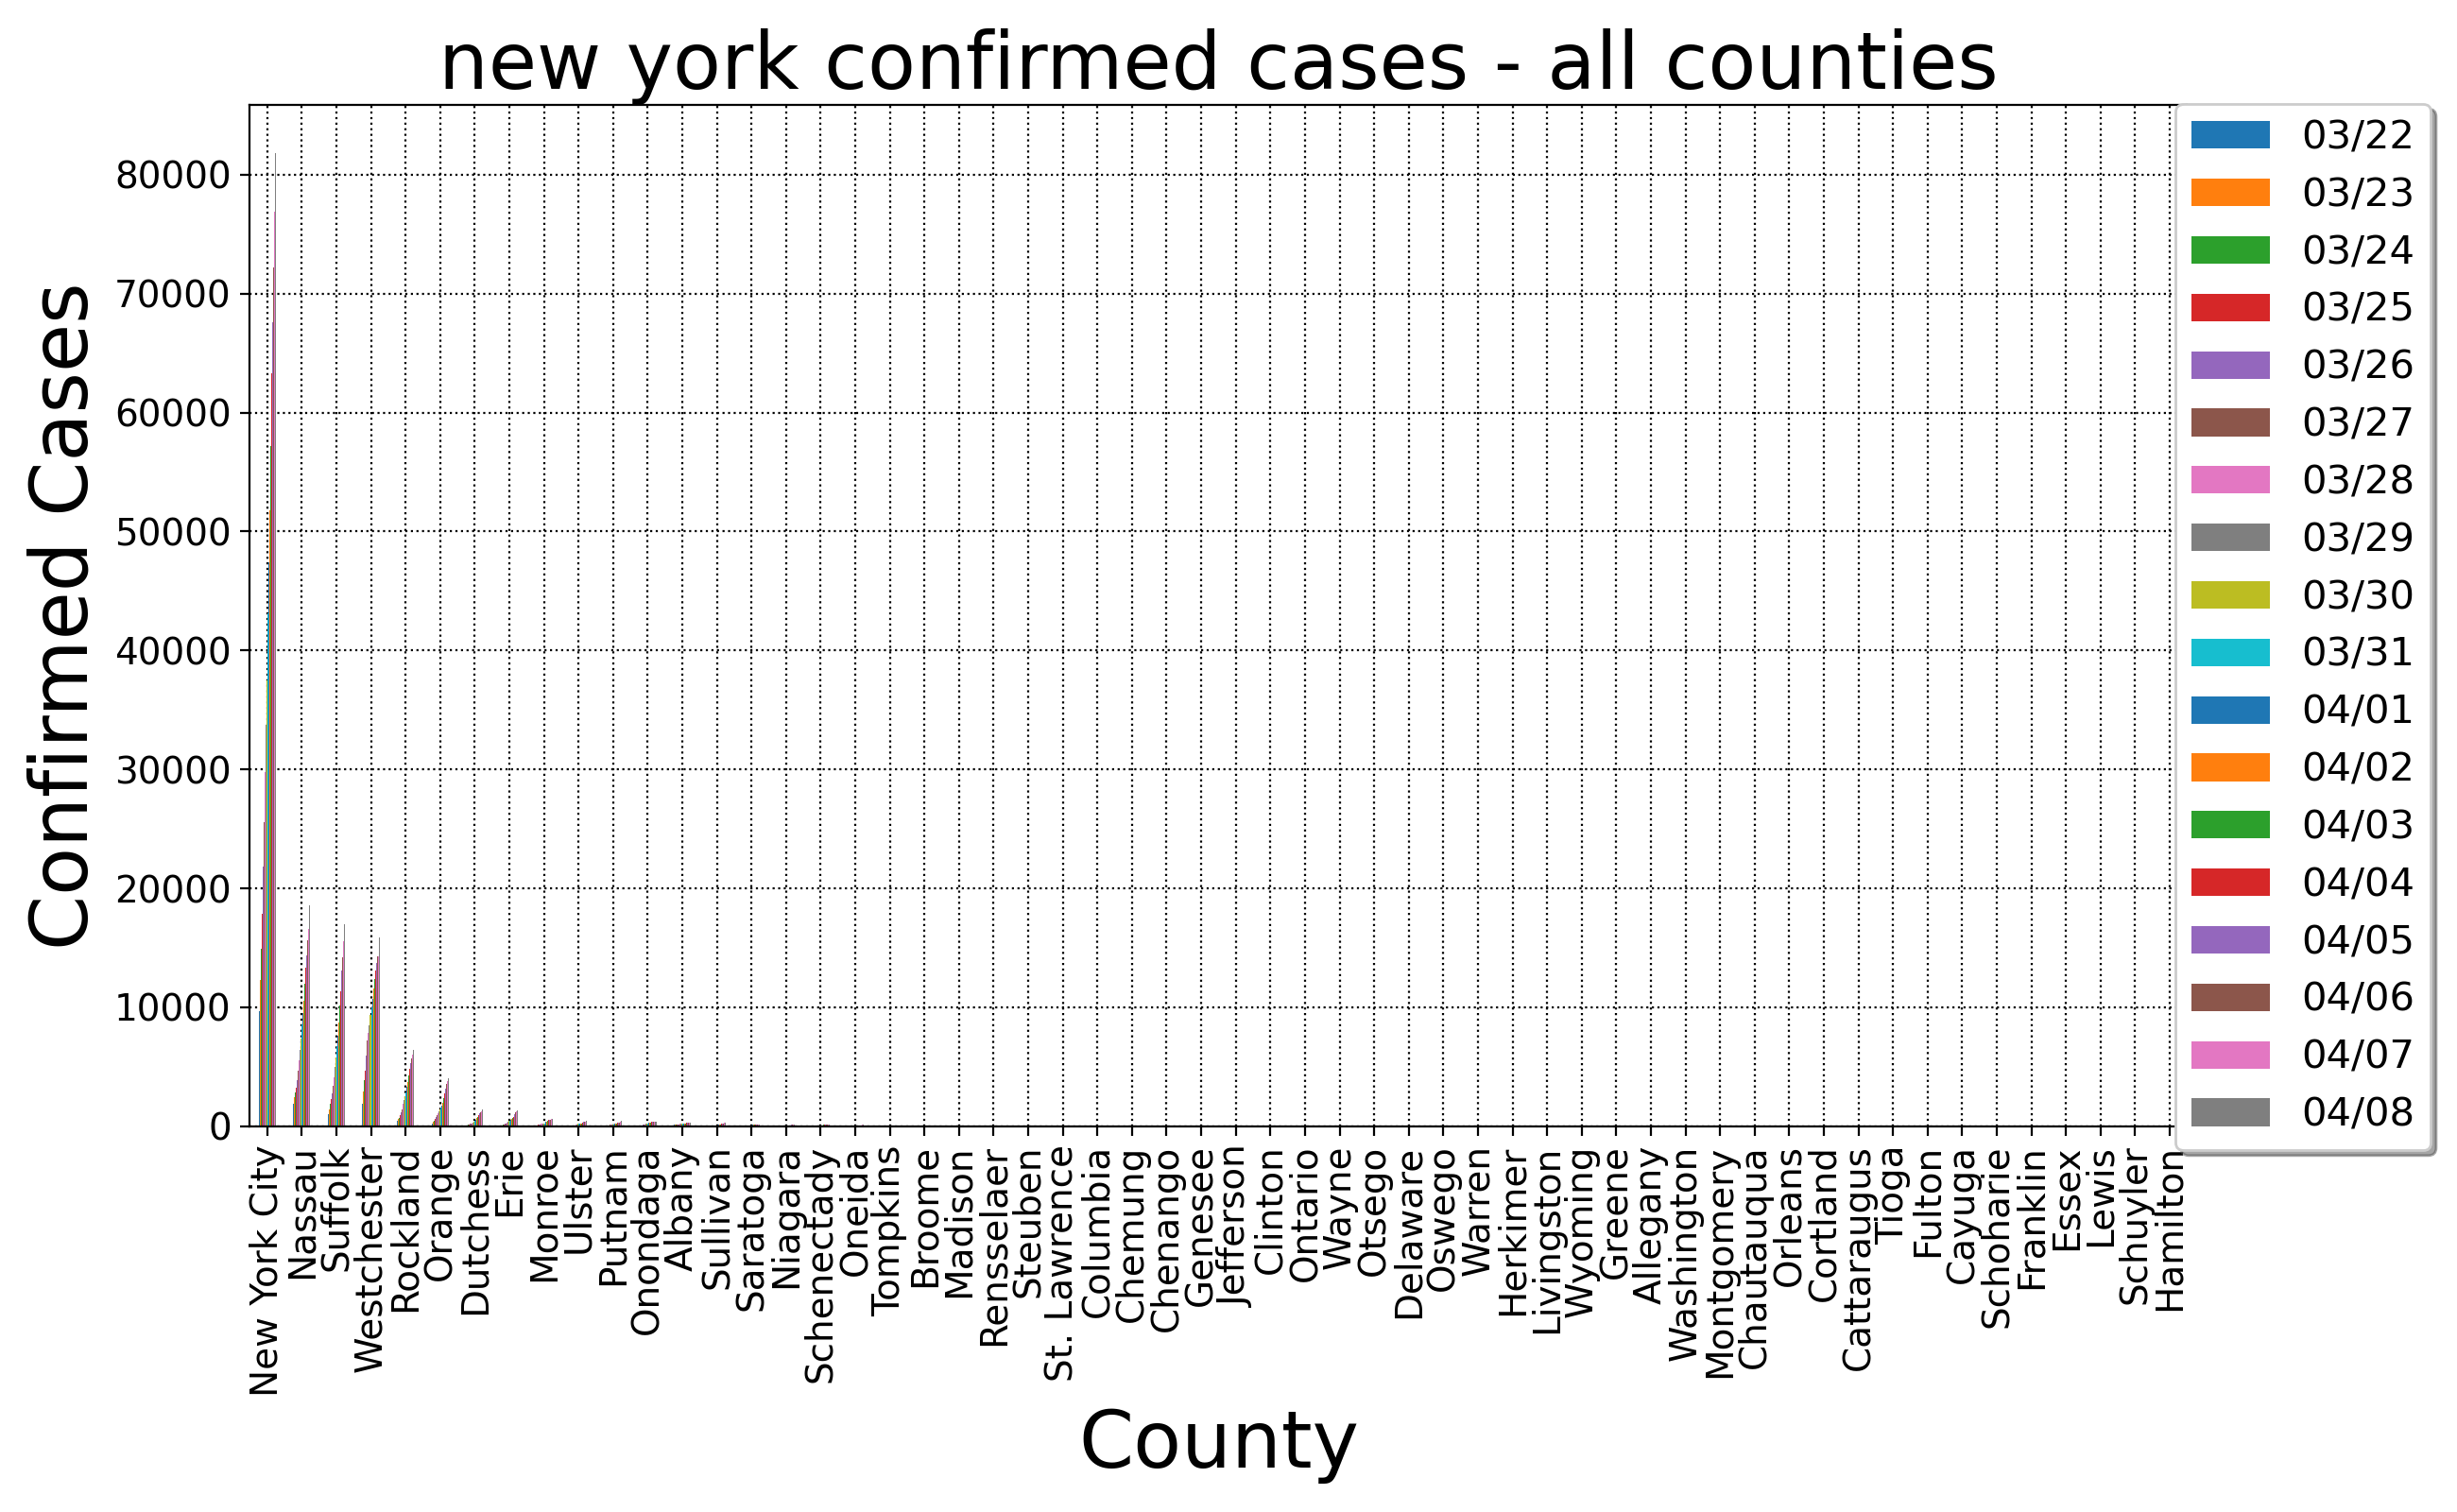 new york confirmed cases - all counties
Confirmed Cases
80000
70000
60000
50000
40000
30000
20000
10000
0
New York City
Nassau
Suffolk
Westchester
Rockland
Orange
Dutchess
Erie
Monroe
Ulster
Putnam
Onondaga
Albany
Sullivan
Saratoga
Niagara
Schenectady
Oneida
Tompkins
Broome
Madison
Rensselaer
Steuben
St. Lawrence
Columbia
Chemung
Chenango
Genesee
Jefferson
Clinton
Ontario
Wayne
Otsego
Delaware
Oswego
Warren
Herkimer
Livingston
Wyoming
Greene
Allegany
Washington
Montgomery
Chautauqua
Orleans
Cortland
Cattaraugus
Tioga
Fulton
Cayuga
Schoharie
Franklin
Essex
Lewis
Schuyler
Hamilton
County
03/22
03/23
03/24
03/25
03/26
03/27
03/28
03/29
03/30
03/31
04/01
04/02
04/03
04/04
04/05
04/06
04/07
04/08